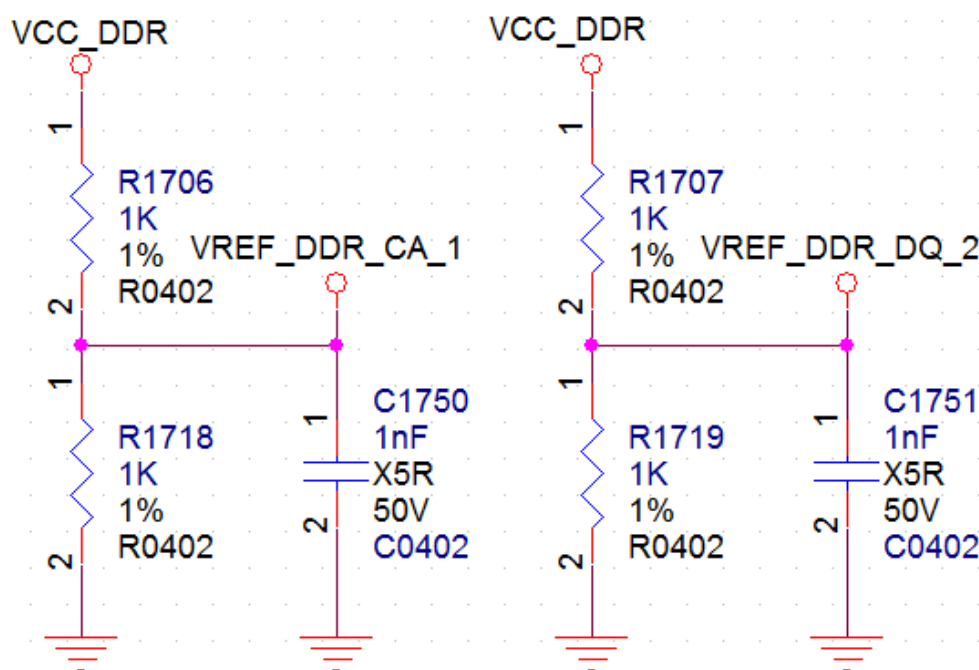 VCC_DDR
1
R1706
1K
1%
R0402
2
VREF_DDR_CA_1
1
R1718
1K
1%
R0402
2
1
C1750
1nF
X5R
50V
C0402
2
VCC_DDR
1
R1707
1K
1%
R0402
2
VREF_DDR_DQ_2
1
R1719
1K
1%
R0402
2
1
C1751
1nF
X5R
50V
C0402
2